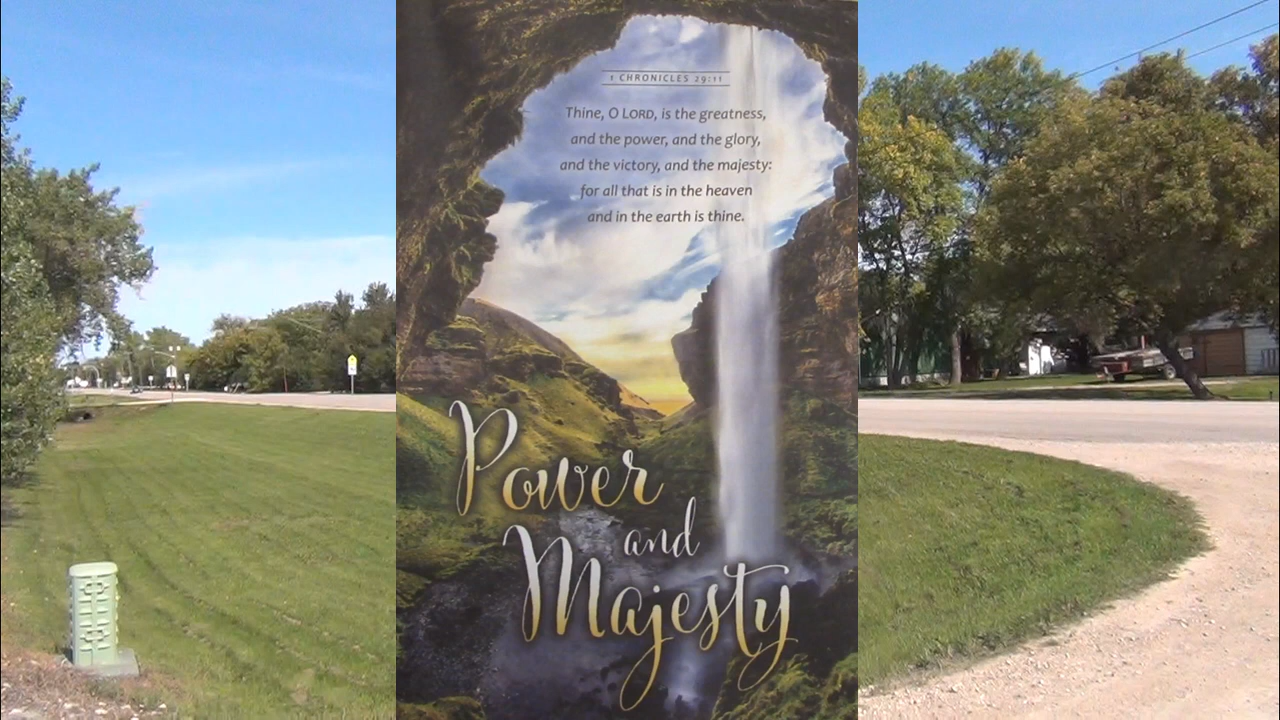 1 CHRONICLES 29:11
Thine, O LORD, is the greatness,
and the power, and the glory,
and the victory, and the majesty:
for all that is in the heaven
and in the earth is thine.
Power
and
Majesty